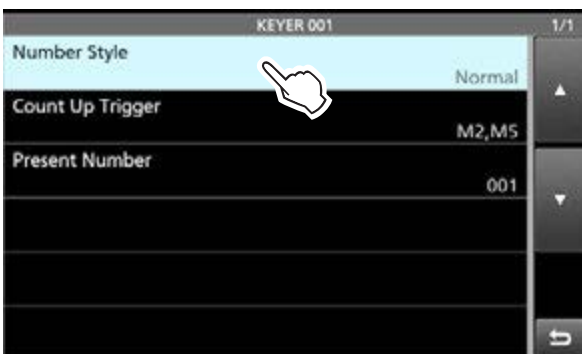 KEYER 001 1/1
Number Style
Normal
Count Up Trigger
M2,M5
Present Number
001